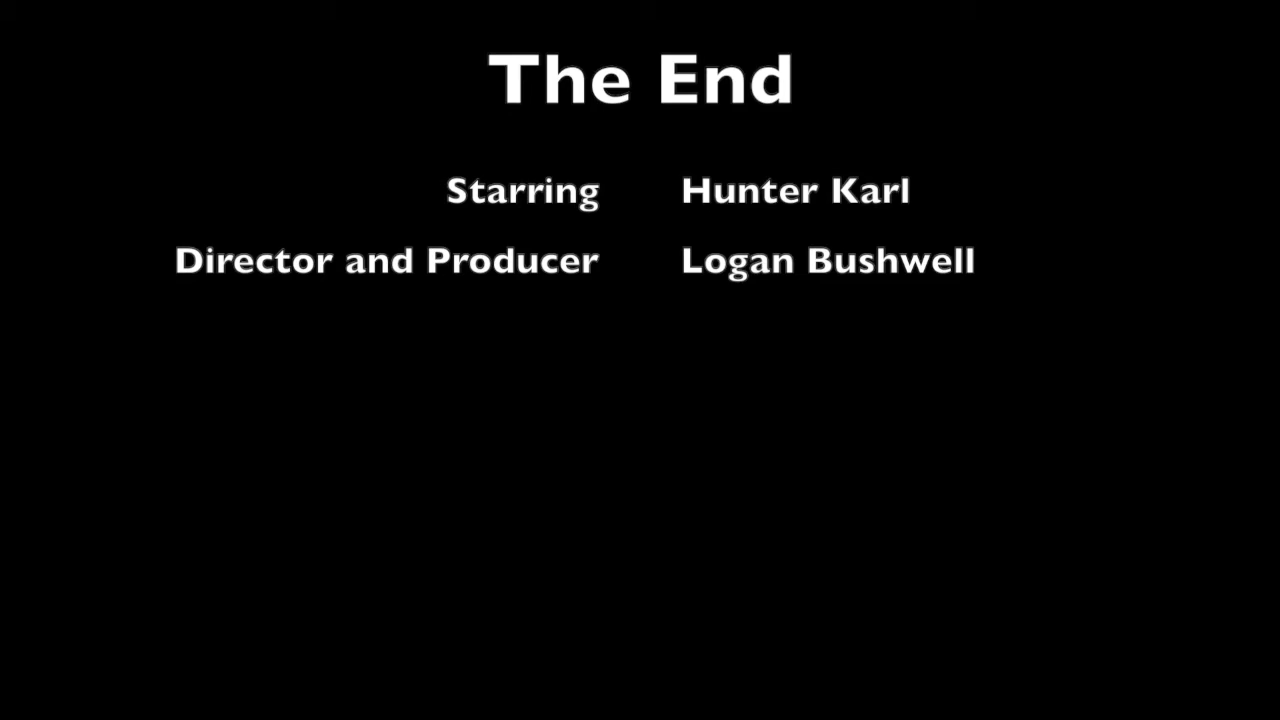 The End
Starring Hunter Karl
Director and Producer Logan Bushwell